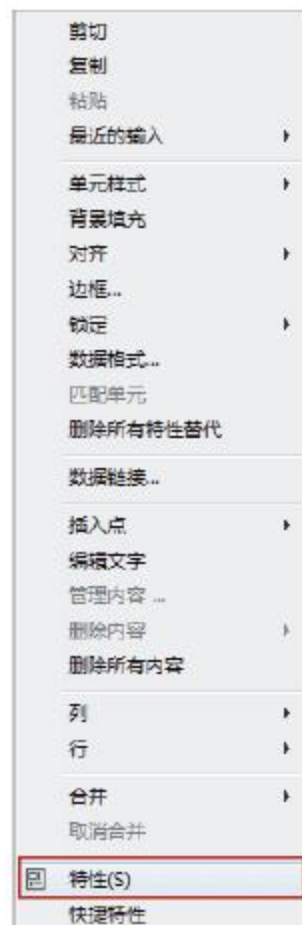 剪切
复制
粘贴
最近的输入
单元样式
背景填充
对齐
边框...
锁定
数据格式...
匹配单元
删除所有特性替代
数据链接...
插入点
编辑文字
管理内容 ...
删除内容
删除所有内容
列
行
合并
取消合并
特性(S)
快捷特性